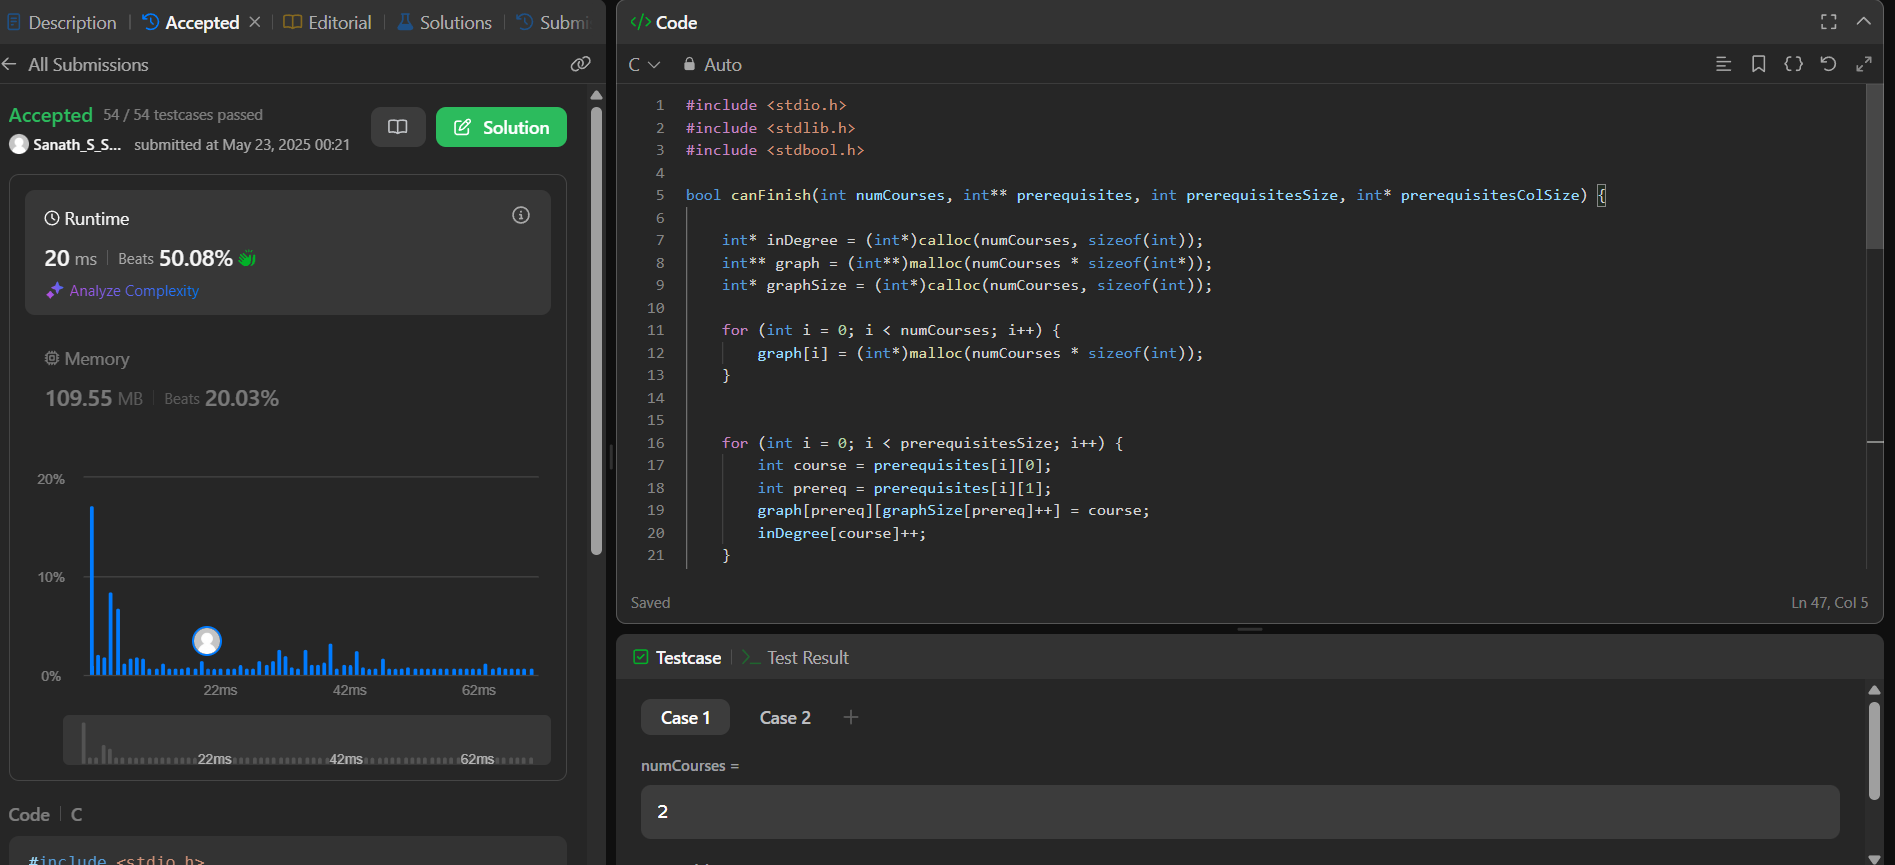 Description | Accepted × | Editorial | Solutions | Submi
All Submissions
Accepted 54 / 54 testcases passed
Solution
Sanath_S_S... submitted at May 23, 2025 00:21
Runtime
20 ms | Beats 50.08%
Analyze Complexity
Memory
109.55 MB | Beats 20.03%
20%
10%
0%
22ms 42ms 62ms
22ms 42ms 62ms
Code | C
#include <stdio.h>
</> Code
C Auto
1 #include <stdio.h>
2 #include <stdlib.h>
3 #include <stdbool.h>
4
5 bool canFinish(int numCourses, int** prerequisites, int prerequisitesSize, int* prerequisitesColSize) {
6
7 int* inDegree = (int*)calloc(numCourses, sizeof(int));
8 int** graph = (int**)malloc(numCourses * sizeof(int*));
9 int* graphSize = (int*)calloc(numCourses, sizeof(int));
10
11 for (int i = 0; i < numCourses; i++) {
12 graph[i] = (int*)malloc(numCourses * sizeof(int));
13 }
14
15
16 for (int i = 0; i < prerequisitesSize; i++) {
17 int course = prerequisites[i][0];
18 int prereq = prerequisites[i][1];
19 graph[prereq][graphSize[prereq]++] = course;
20 inDegree[course]++;
21 }
Saved
Ln 47, Col 5
Testcase | >_ Test Result
Case 1 Case 2 +
numCourses =
2